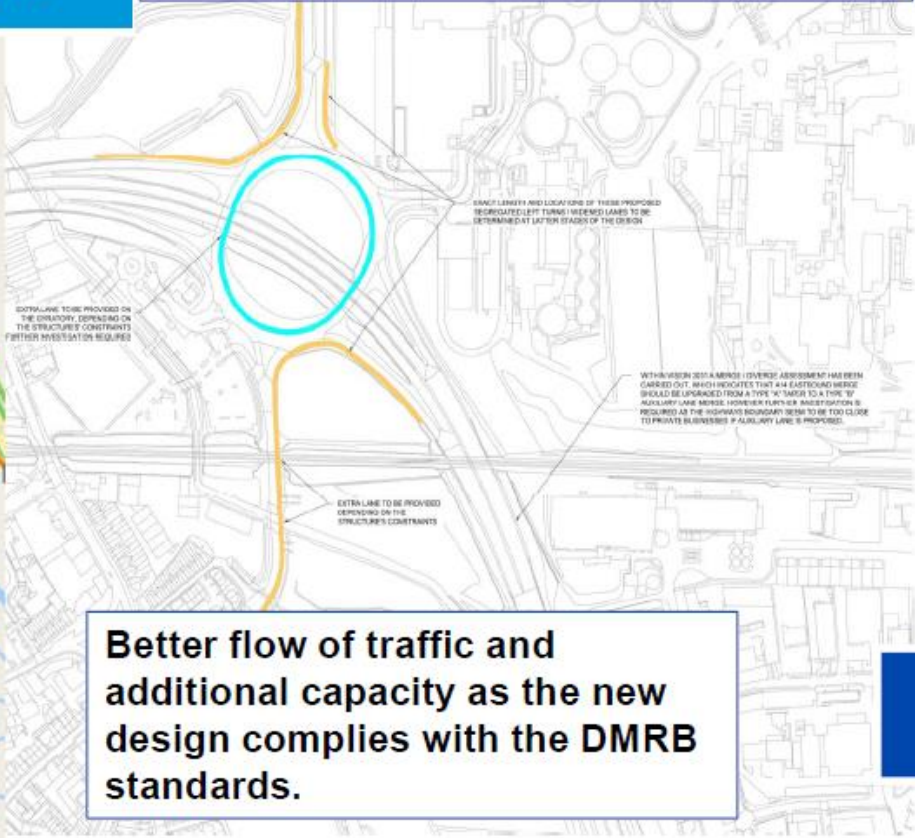 EXACT LENGTH AND LOCATIONS OF THESE PROPOSED
SEGREGATED LEFT TURNS / WIDENED LANES TO BE
DETERMINED AT LATTER STAGES OF THE DESIGN
EXTRA LANE TO BE PROVIDED ON
THE GYRATORY, DEPENDING ON
THE STRUCTURES' CONSTRAINTS
FURTHER INVESTIGATION REQUIRED
WITHIN VISION 2031 A MERGE / DIVERGE ASSESSMENT HAS BEEN
CARRIED OUT, WHICH INDICATES THAT A14 EASTBOUND MERGE
SHOULD BE UPGRADED FROM A TYPE "A" TAPER TO A TYPE "B"
AUXILIARY LANE MERGE. HOWEVER FURTHER INVESTIGATION IS
REQUIRED AS THE HIGHWAYS BOUNDARY SEEM TO BE TOO CLOSE
TO PRIVATE BUSINESSES IF AUXILIARY LANE IS PROPOSED.
EXTRA LANE TO BE PROVIDED
DEPENDING ON THE
STRUCTURE'S CONSTRAINTS
Better flow of traffic and
additional capacity as the new
design complies with the DMRB
standards.